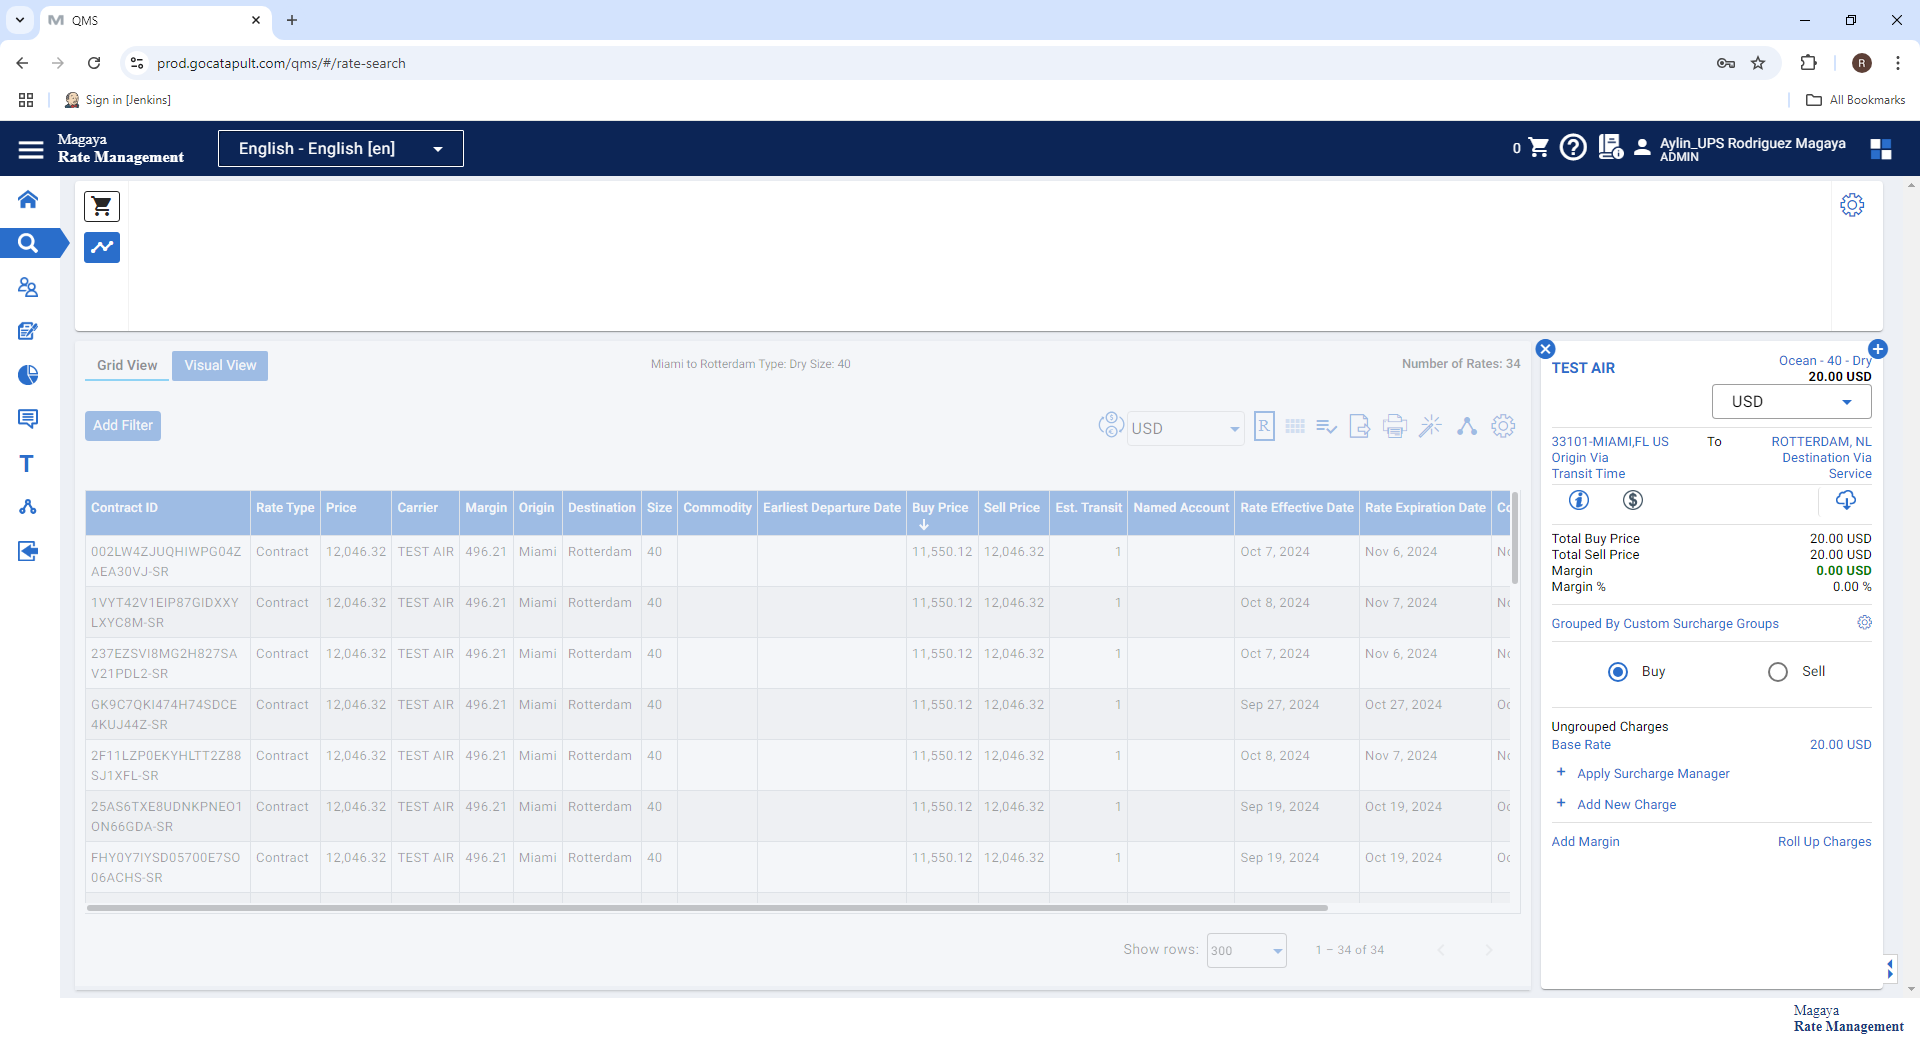 QMS
prod.gocatapult.com/qms/#/rate-search
R
Sign in [Jenkins]
All Bookmarks
Magaya
Rate Management
English - English [en]
0
Aylin_UPS Rodriguez Magaya
ADMIN
Grid View
Visual View
Miami to Rotterdam Type: Dry Size: 40
Number of Rates: 34
Add Filter
USD
R
Contract ID Rate Type Price Carrier Margin Origin Destination Size Commodity Earliest Departure Date Buy Price Sell Price Est. Transit Named Account Rate Effective Date Rate Expiration Date Co
002LW4ZJUQHIWPG04Z Contract 12,046.32 TEST AIR 496.21 Miami Rotterdam 40 11,550.12 12,046.32 1 Oct 7, 2024 Nov 6, 2024 No
AEA30VJ-SR
1VYT42V1EIP87GIDXXY Contract 12,046.32 TEST AIR 496.21 Miami Rotterdam 40 11,550.12 12,046.32 1 Oct 8, 2024 Nov 7, 2024 No
LXYC8M-SR
237EZSVI8MG2H827SA Contract 12,046.32 TEST AIR 496.21 Miami Rotterdam 40 11,550.12 12,046.32 1 Oct 7, 2024 Nov 6, 2024 No
V21PDL2-SR
GK9C7QKI474H74SDCE Contract 12,046.32 TEST AIR 496.21 Miami Rotterdam 40 11,550.12 12,046.32 1 Sep 27, 2024 Oct 27, 2024 Oc
4KUJ44Z-SR
2F11LZP0EKYHLTT2Z88 Contract 12,046.32 TEST AIR 496.21 Miami Rotterdam 40 11,550.12 12,046.32 1 Oct 8, 2024 Nov 7, 2024 No
SJ1XFL-SR
25AS6TXE8UDNKPNEO1 Contract 12,046.32 TEST AIR 496.21 Miami Rotterdam 40 11,550.12 12,046.32 1 Sep 19, 2024 Oct 19, 2024 Oc
ON66GDA-SR
FHY0Y7IYSD05700E7SO Contract 12,046.32 TEST AIR 496.21 Miami Rotterdam 40 11,550.12 12,046.32 1 Sep 19, 2024 Oct 19, 2024 Oc
06ACHS-SR
Show rows: 300 1 – 34 of 34
TEST AIR
Ocean - 40 - Dry
20.00 USD
USD
33101-MIAMI,FL US To ROTTERDAM, NL
Origin Via Destination Via
Transit Time Service
Total Buy Price 20.00 USD
Total Sell Price 20.00 USD
Margin 0.00 USD
Margin % 0.00 %
Grouped By Custom Surcharge Groups
Buy Sell
Ungrouped Charges
Base Rate 20.00 USD
+ Apply Surcharge Manager
+ Add New Charge
Add Margin Roll Up Charges
Magaya
Rate Management